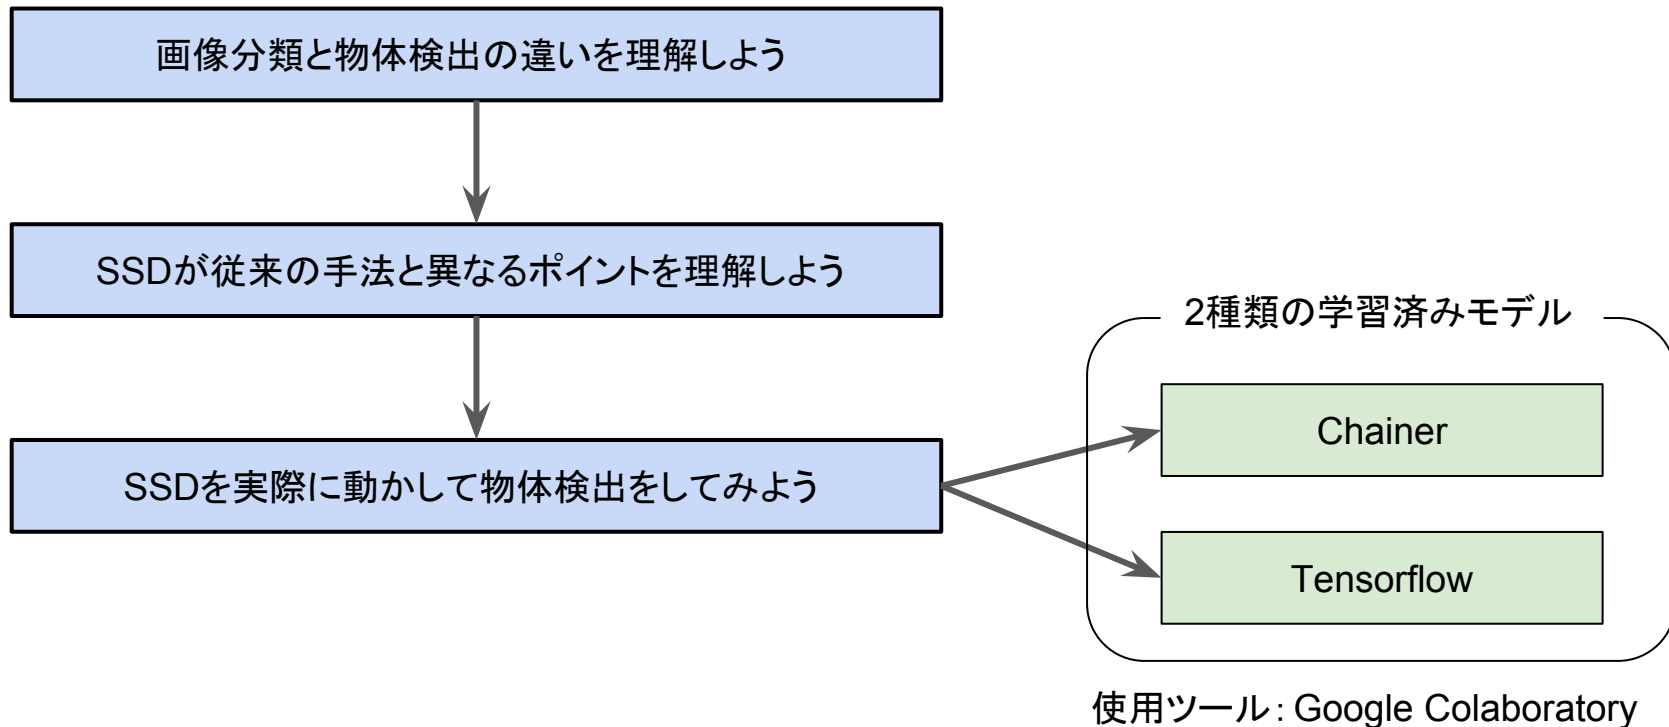 画像分類と物体検出の違いを理解しよう
SSDが従来の手法と異なるポイントを理解しよう
SSDを実際に動かして物体検出をしてみよう
2種類の学習済みモデル
Chainer
Tensorflow
使用ツール：Google Colaboratory